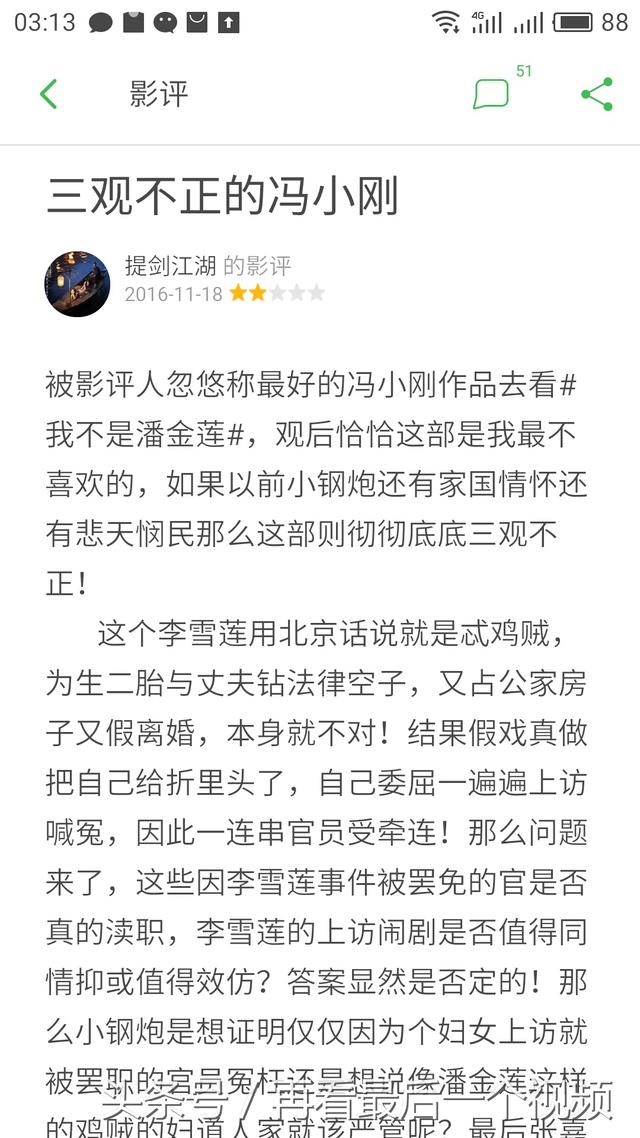 03:13
4G
88
影评
51
三观不正的冯小刚
提剑江湖 的影评
2016-11-18
被影评人忽悠称最好的冯小刚作品去看#
我不是潘金莲#，观后恰恰这部是我最不
喜欢的，如果以前小钢炮还有家国情怀还
有悲天悯民那么这部则彻彻底底三观不
正！
这个李雪莲用北京话说就是忒鸡贼，
为生二胎与丈夫钻法律空子，又占公家房
子又假离婚，本身就不对！结果假戏真做
把自己给折里头了，自己委屈一遍遍上访
喊冤，因此一连串官员受牵连！那么问题
来了，这些因李雪莲事件被罢免的官是否
真的渎职，李雪莲的上访闹剧是否值得同
情抑或值得效仿？答案显然是否定的！那
么小钢炮是想证明仅仅因为个妇女上访就
被罢职的官员冤枉还是想说像潘金莲这样
头条号 / 再看最后一个视频
的鸡贼的妇道人家就该严管呢？最后张嘉